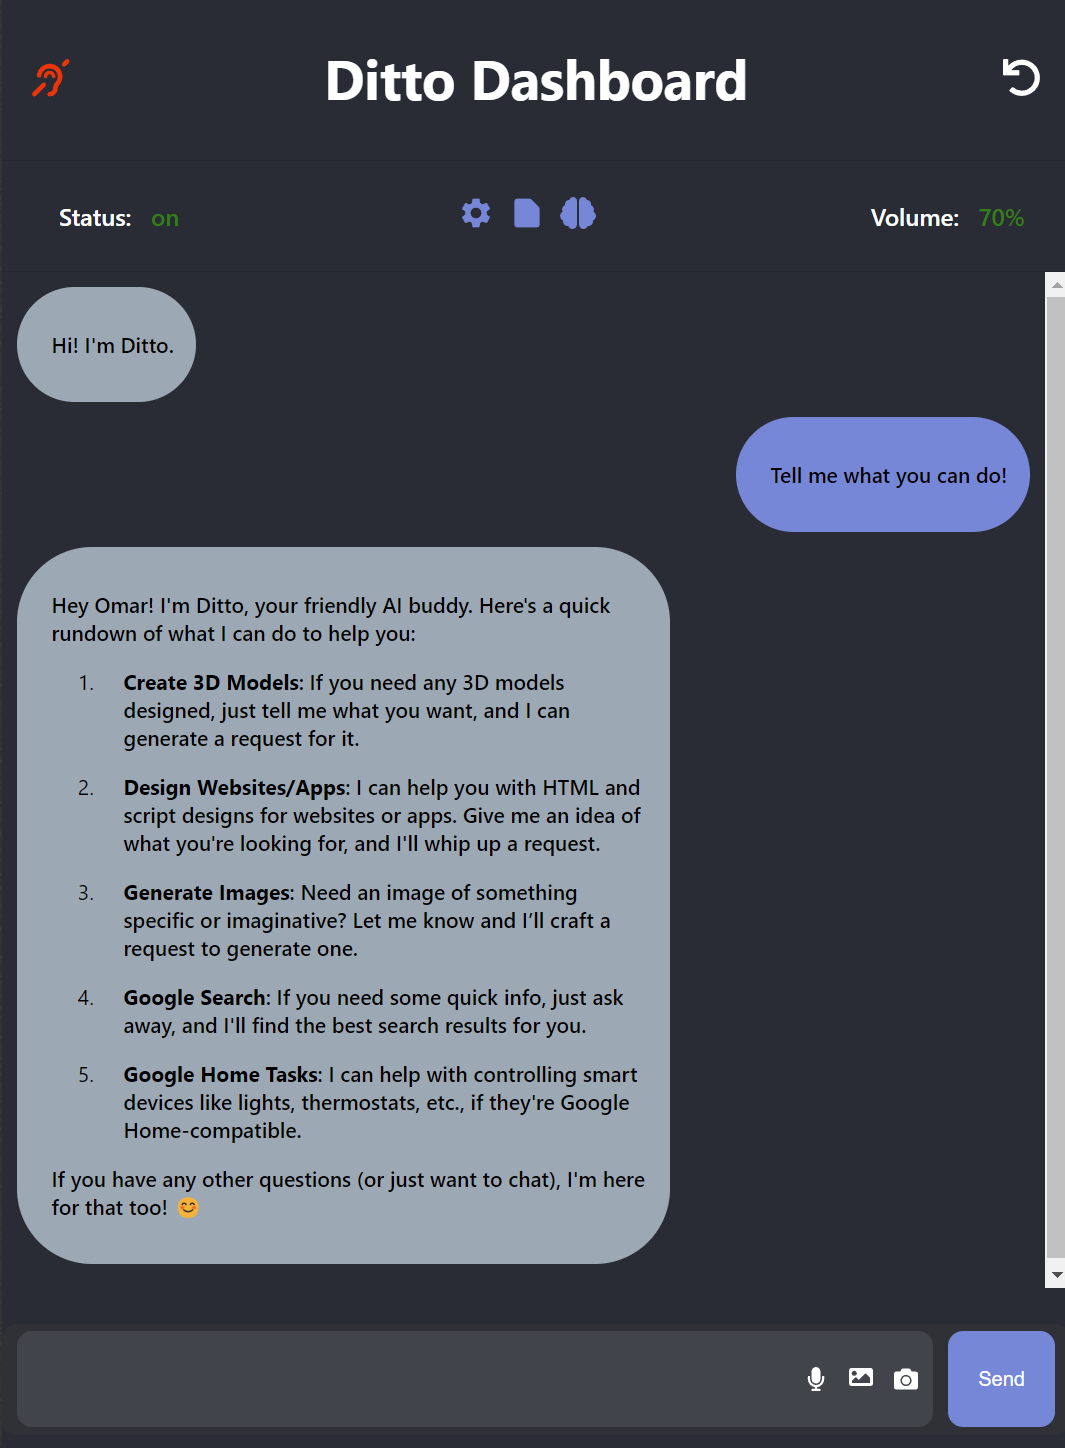 Ditto Dashboard
Status: on
Volume: 70%
Hi! I'm Ditto.
Tell me what you can do!
Hey Omar! I'm Ditto, your friendly AI buddy. Here's a quick
rundown of what I can do to help you:
1. Create 3D Models: If you need any 3D models
designed, just tell me what you want, and I can
generate a request for it.
2. Design Websites/Apps: I can help you with HTML and
script designs for websites or apps. Give me an idea of
what you're looking for, and I'll whip up a request.
3. Generate Images: Need an image of something
specific or imaginative? Let me know and I’ll craft a
request to generate one.
4. Google Search: If you need some quick info, just ask
away, and I'll find the best search results for you.
5. Google Home Tasks: I can help with controlling smart
devices like lights, thermostats, etc., if they're Google
Home-compatible.
If you have any other questions (or just want to chat), I'm here
for that too! 😊
Send